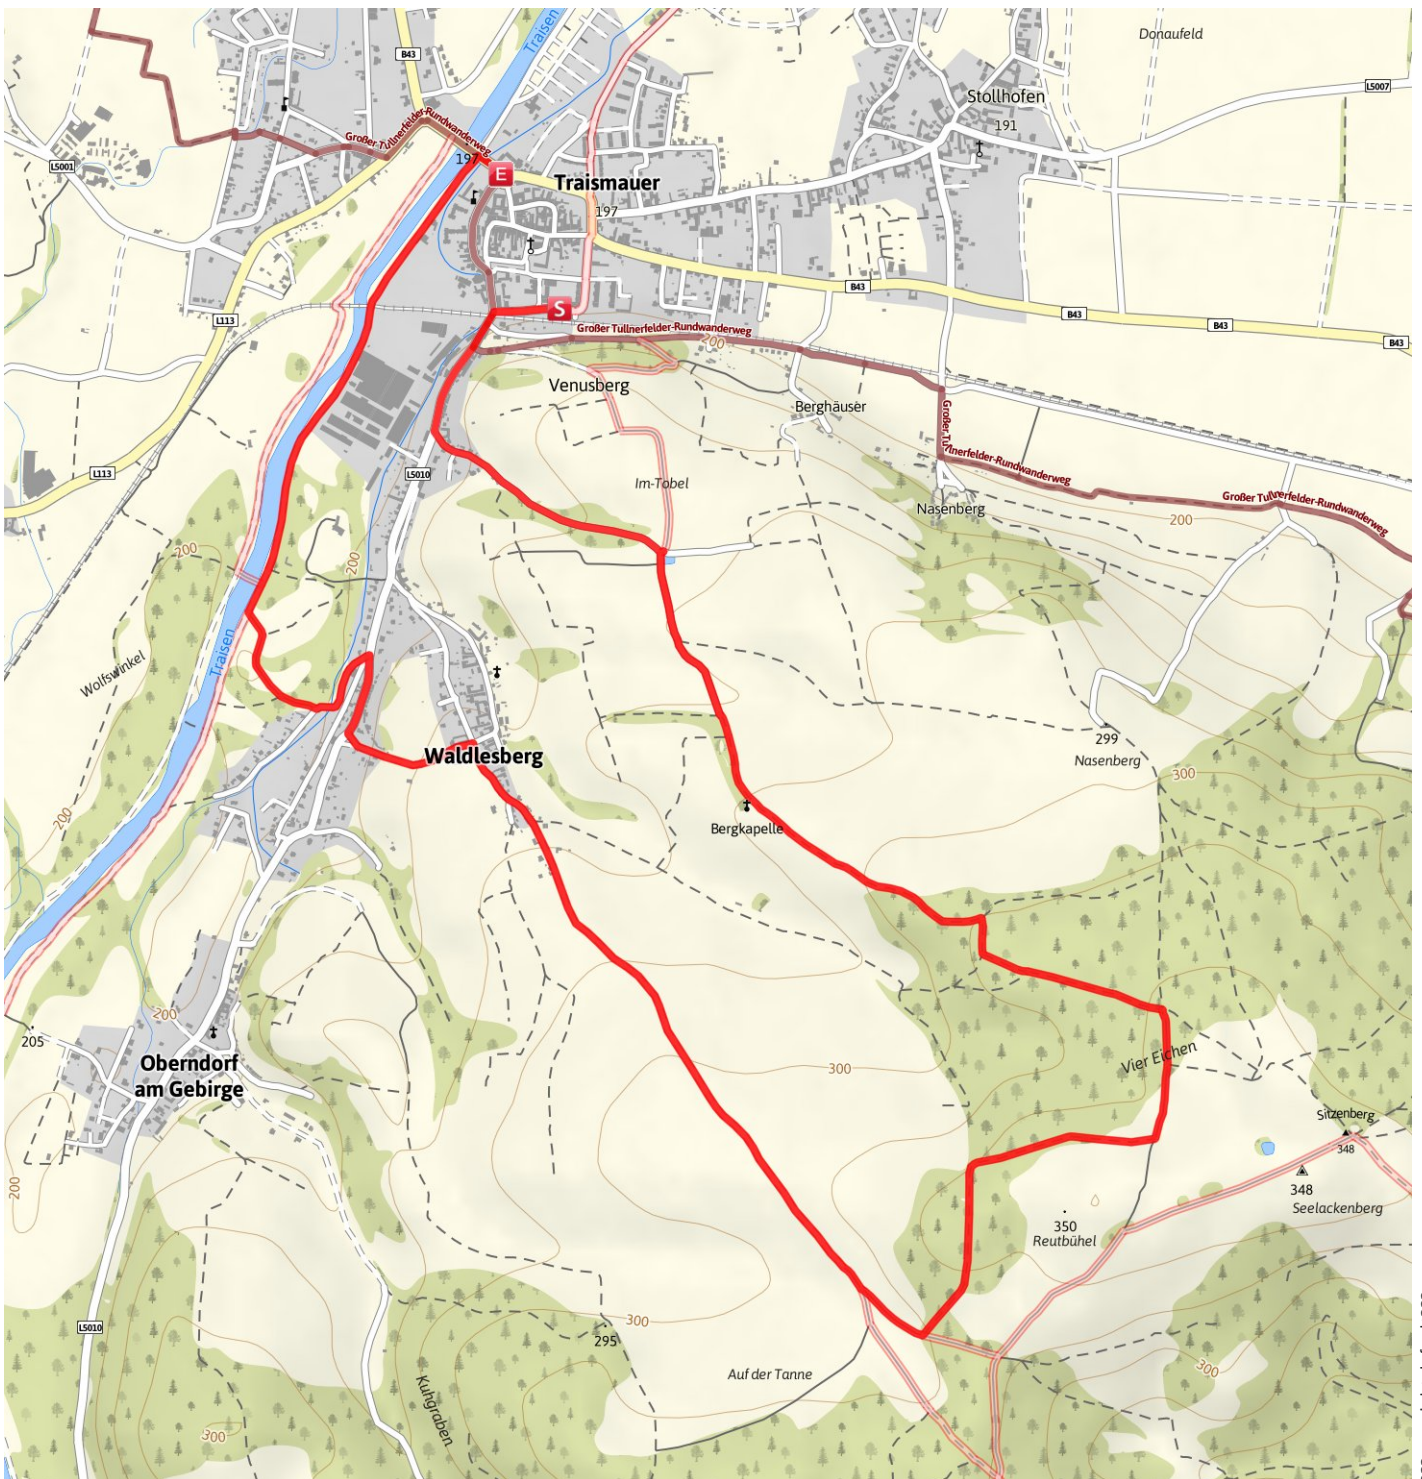 Donaufeld
Traisen
B43
L5007
Stollhofen
191
Großer Tullnerfelder-Rundwanderweg
L5001
197
E
Traismauer
197
B43
S
B43
L113
B43
Großer Tullnerfelder-Rundwanderweg
200
B43
Venusberg
Berghäuser
Großer Tullnerfelder-Rundwanderweg
L113
L5010
Im-Tobel
Großer Tullnerfelder-Rundwanderweg
Nasenberg
200
200
200
Traisen
Wolfswinkel
299
Nasenberg
Waldlesberg
300
200
Bergkapelle
200
205
Oberndorf
am Gebirge
300
Vier Eichen
Sitzenberg
348
348
Seelackenberg
200
350
Reutbühel
L5010
300
295
300
Auf der Tanne
Kuhgraben
300